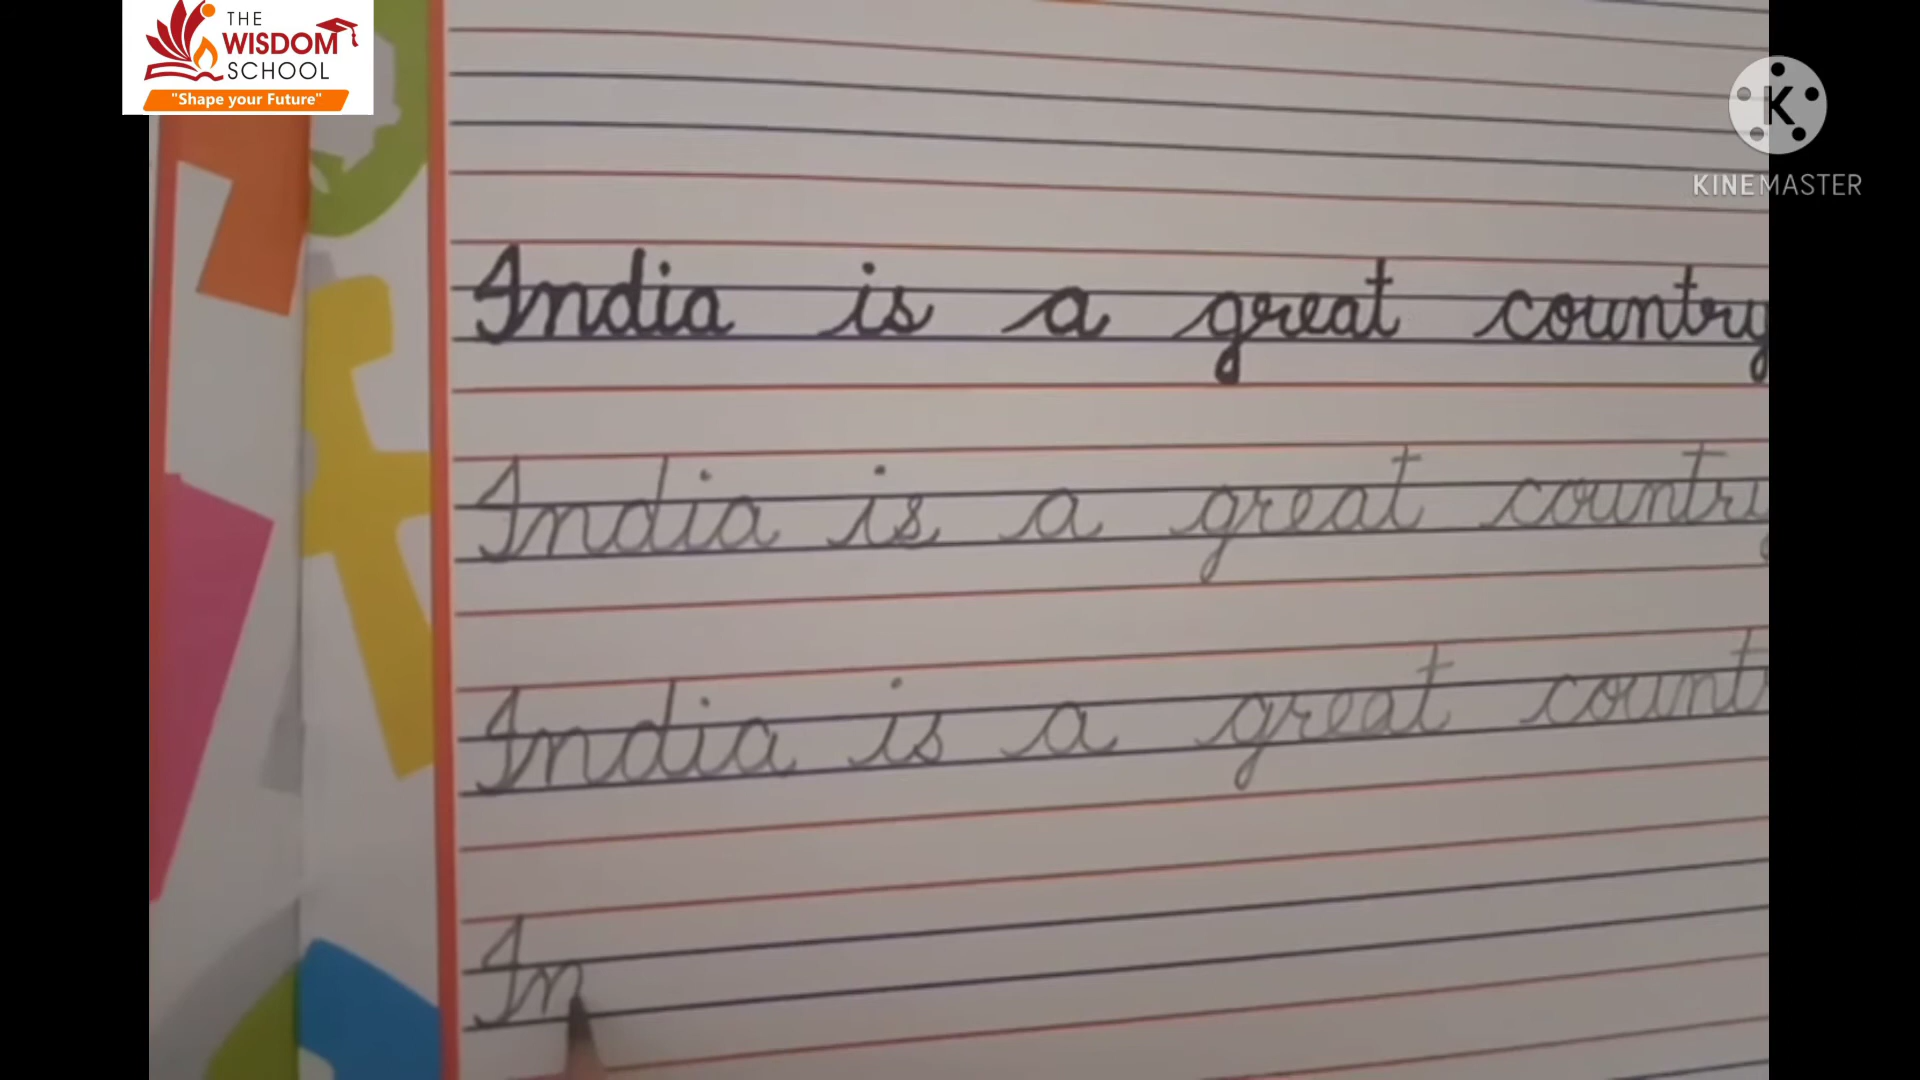 THE
WISDOM
SCHOOL
"Shape your Future"
K
KINEMASTER
India is a great country
India is a great country
India is a great count
In